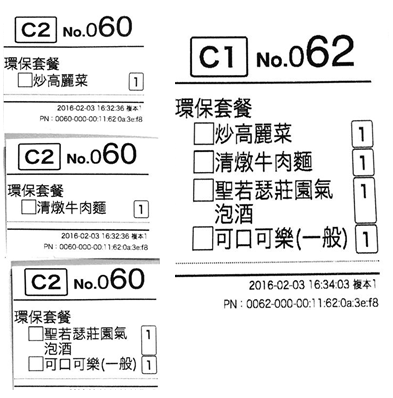 C2 No.060
環保套餐
炒高麗菜 1
2016-02-03 16:32:36 複本1
PN : 0060-000-00:11:62:0a:3e:f8
C2 No.060
環保套餐
清燉牛肉麵 1
2016-02-03 16:32:36 複本1
PN : 0060-000-00:11:62:0a:3e:f8
C2 No.060
環保套餐
聖若瑟莊園氣 1
泡酒
可口可樂(一般) 1
C1 No.062
環保套餐
炒高麗菜 1
清燉牛肉麵 1
聖若瑟莊園氣 1
泡酒
可口可樂(一般) 1
2016-02-03 16:34:03 複本1
PN : 0062-000-00:11:62:0a:3e:f8